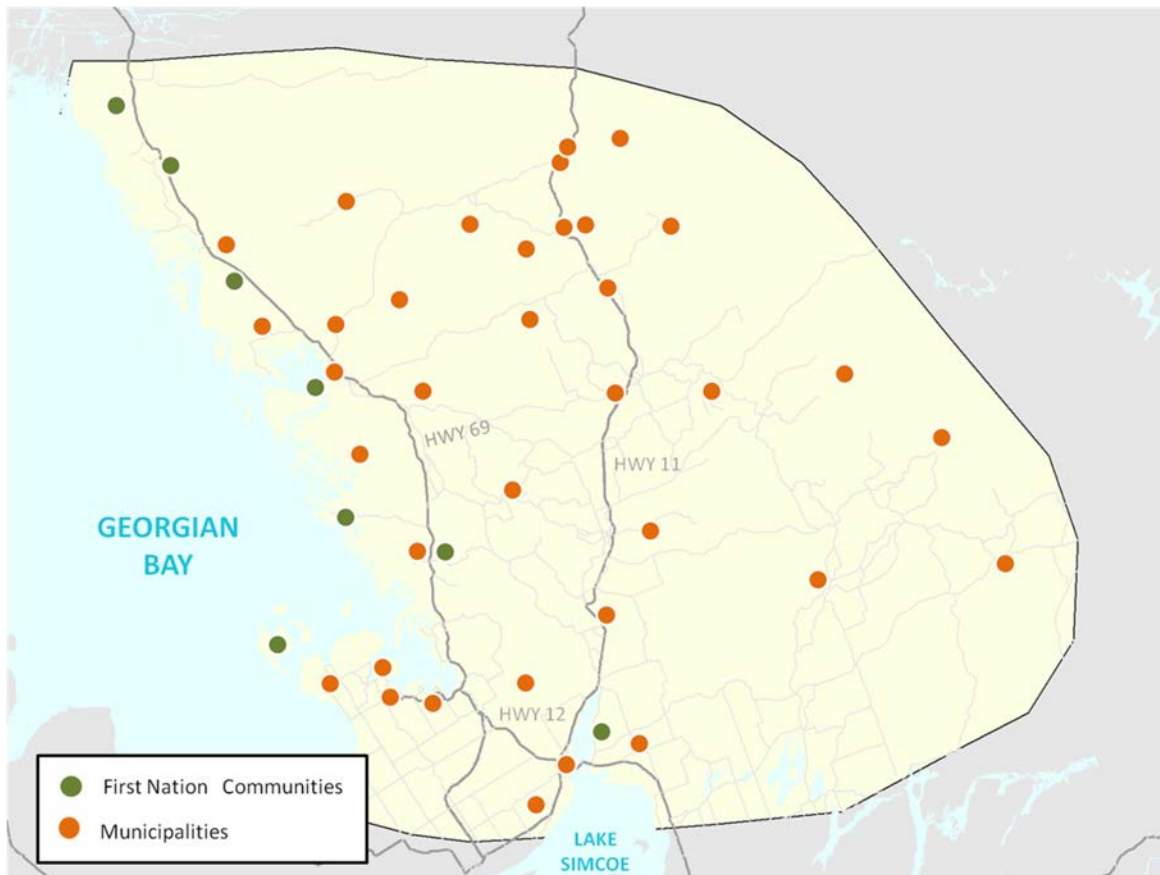 HWY 69
HWY 11
GEORGIAN
BAY
HWY 12
First Nation Communities
Municipalities
LAKE
SIMCOE